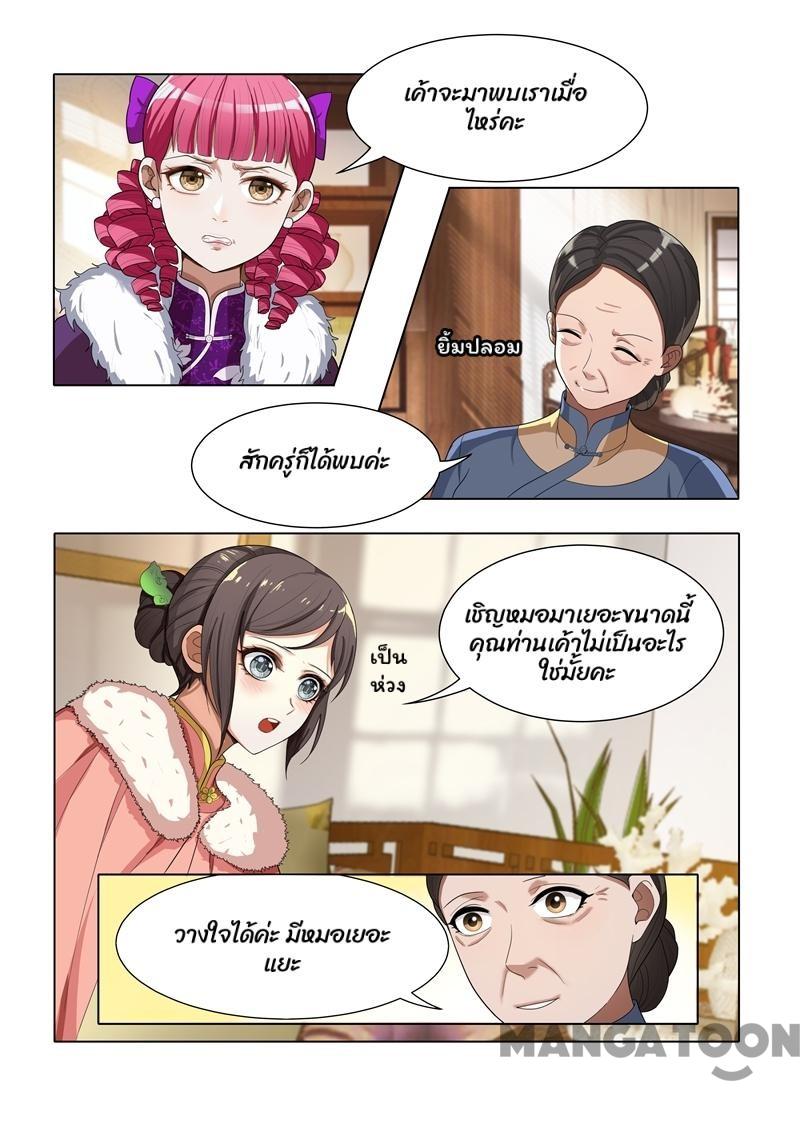 เค้าจะมาพบเราเมื่อ
ไหร่คะ
ยิ้มปลอม
สักครู่ก็ได้พบค่ะ
เชิญหมอมาเยอะขนาดนี้
คุณท่านเค้าไม่เป็นอะไร
ใช่มั้ยคะ
เป็น
ห่วง
วางใจได้ค่ะ มีหมอเยอะ
แยะ
MANGATOON